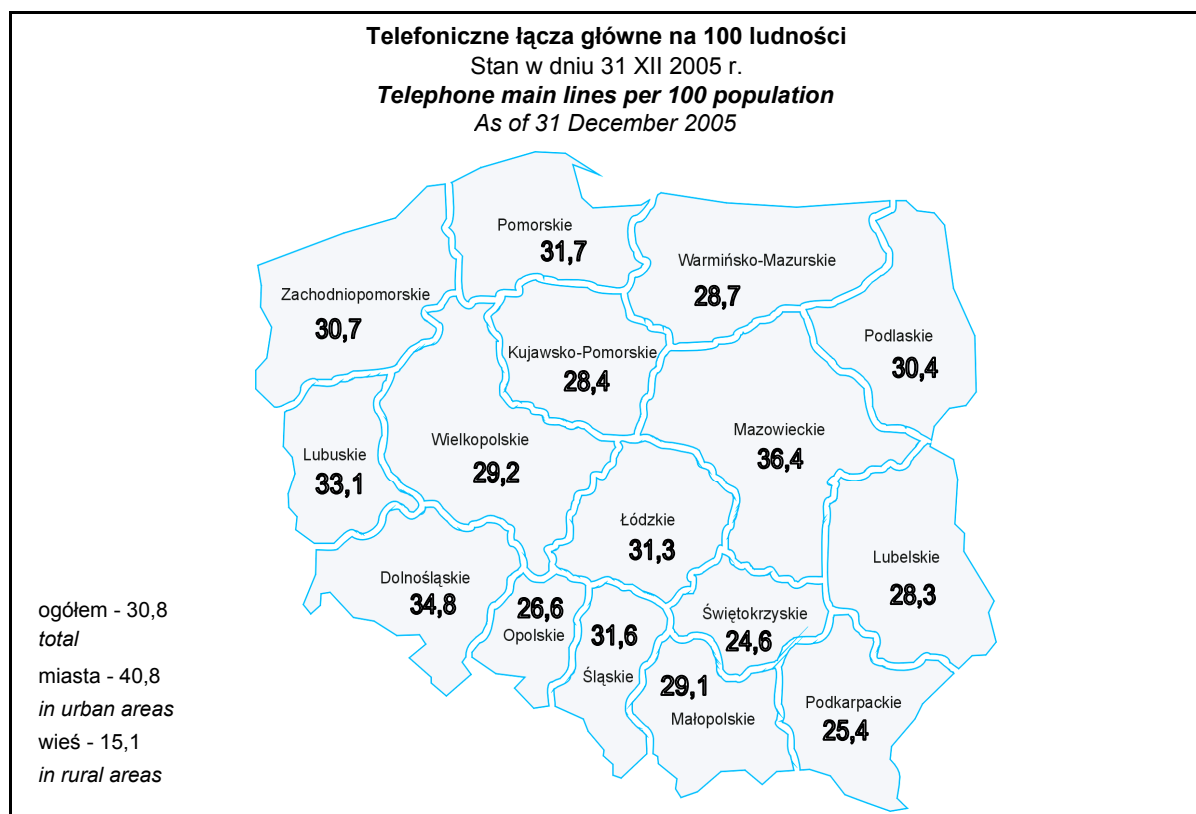 Telefoniczne łącza główne na 100 ludności
Stan w dniu 31 XII 2005 r.
Telephone main lines per 100 population
As of 31 December 2005
Pomorskie
31,7
Warmińsko-Mazurskie
28,7
Zachodniopomorskie
30,7
Podlaskie
30,4
Kujawsko-Pomorskie
28,4
Mazowieckie
36,4
Wielkopolskie
29,2
Lubuskie
33,1
Łódzkie
31,3
Lubelskie
28,3
Dolnośląskie
34,8
26,6
Opolskie
31,6
Śląskie
Świętokrzyskie
24,6
29,1
Małopolskie
Podkarpackie
25,4
ogółem - 30,8
total
miasta - 40,8
in urban areas
wieś - 15,1
in rural areas